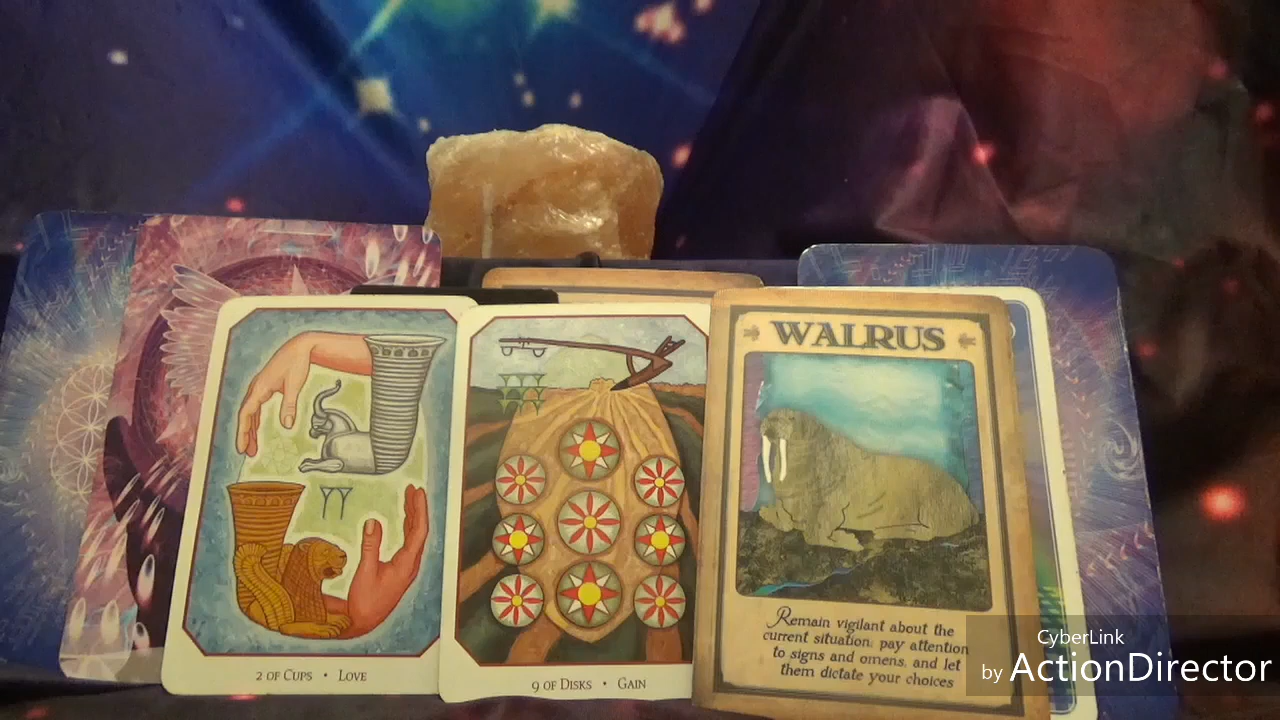 WALRUS
Remain vigilant about the
current situation; pay attention
to signs and omens, and let
them dictate your choices
2 OF CUPS • LOVE
9 OF DISKS • GAIN
CyberLink
by ActionDirector